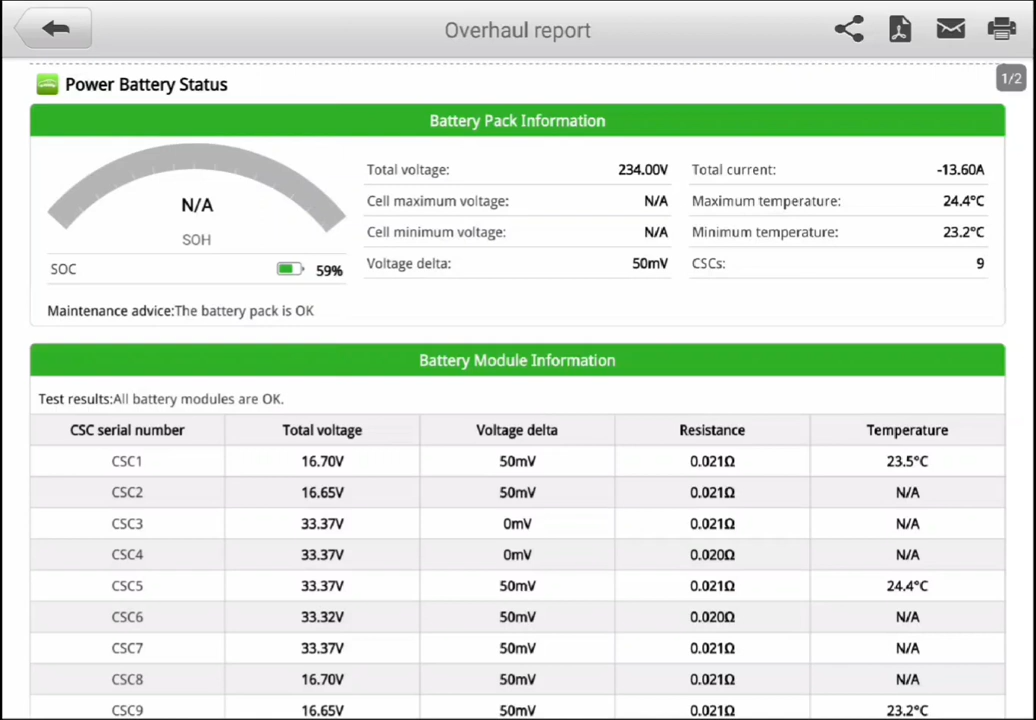 Overhaul report
Power Battery Status
1/2
Battery Pack Information
N/A
SOH
SOC 59%
Total voltage: 234.00V
Cell maximum voltage: N/A
Cell minimum voltage: N/A
Voltage delta: 50mV
Total current: -13.60A
Maximum temperature: 24.4°C
Minimum temperature: 23.2°C
CSCs: 9
Maintenance advice:The battery pack is OK
Battery Module Information
Test results:All battery modules are OK.
CSC serial number Total voltage Voltage delta Resistance Temperature
CSC1 16.70V 50mV 0.021Ω 23.5°C
CSC2 16.65V 50mV 0.021Ω N/A
CSC3 33.37V 0mV 0.021Ω N/A
CSC4 33.37V 0mV 0.020Ω N/A
CSC5 33.37V 50mV 0.021Ω 24.4°C
CSC6 33.32V 50mV 0.020Ω N/A
CSC7 33.37V 50mV 0.021Ω N/A
CSC8 16.70V 50mV 0.021Ω N/A
CSC9 16.65V 50mV 0.021Ω 23.2°C